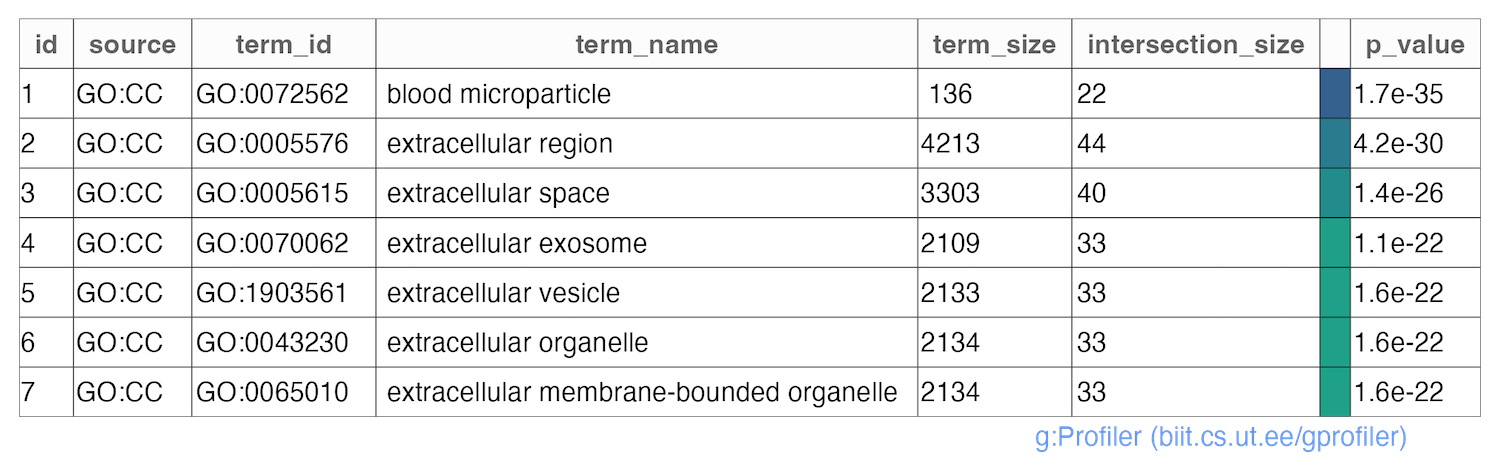 id source term_id term_name term_size intersection_size p_value
1 GO:CC GO:0072562 blood microparticle 136 22 1.7e-35
2 GO:CC GO:0005576 extracellular region 4213 44 4.2e-30
3 GO:CC GO:0005615 extracellular space 3303 40 1.4e-26
4 GO:CC GO:0070062 extracellular exosome 2109 33 1.1e-22
5 GO:CC GO:1903561 extracellular vesicle 2133 33 1.6e-22
6 GO:CC GO:0043230 extracellular organelle 2134 33 1.6e-22
7 GO:CC GO:0065010 extracellular membrane-bounded organelle 2134 33 1.6e-22
g:Profiler (biit.cs.ut.ee/gprofiler)